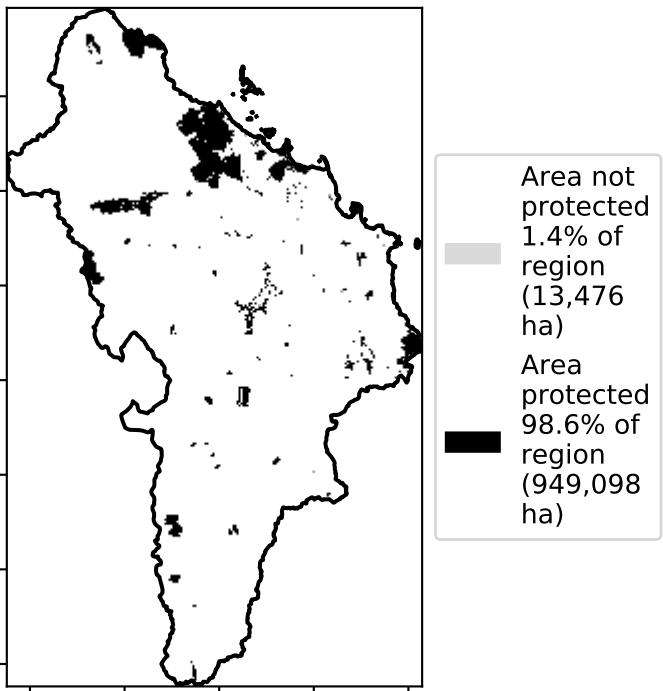 Area not
protected
1.4% of
region
(13,476
ha)
Area
protected
98.6% of
region
(949,098
ha)